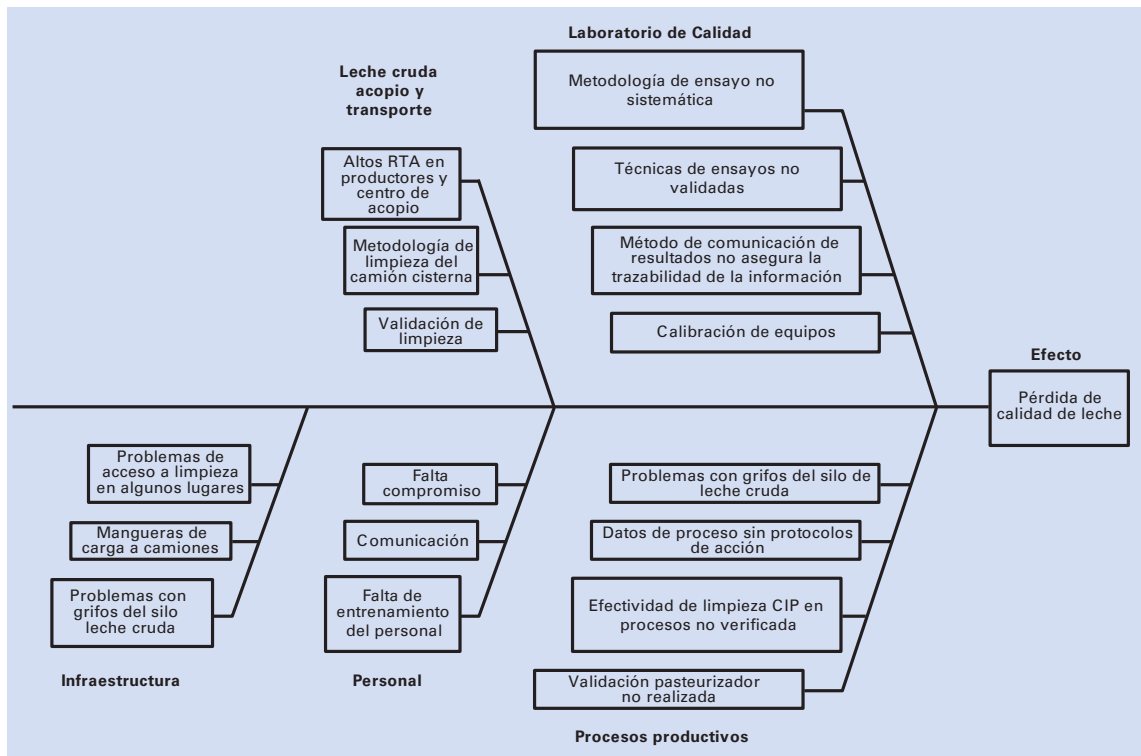 Laboratorio de Calidad
Metodología de ensayo no
sistemática
Técnicas de ensayos no
validadas
Método de comunicación de
resultados no asegura la
trazabilidad de la información
Calibración de equipos
Leche cruda
acopio y
transporte
Altos RTA en
productores y
centro de
acopio
Metodología de
limpieza del
camión cisterna
Validación de
limpieza
Efecto
Pérdida de
calidad de leche
Problemas de
acceso a limpieza
en algunos lugares
Mangueras de
carga a camiones
Problemas con
grifos del silo
leche cruda
Infraestructura
Falta
compromiso
Comunicación
Falta de
entrenamiento
del personal
Personal
Problemas con grifos del silo de
leche cruda
Datos de proceso sin protocolos
de acción
Efectividad de limpieza CIP en
procesos no verificada
Validación pasteurizador
no realizada
Procesos productivos